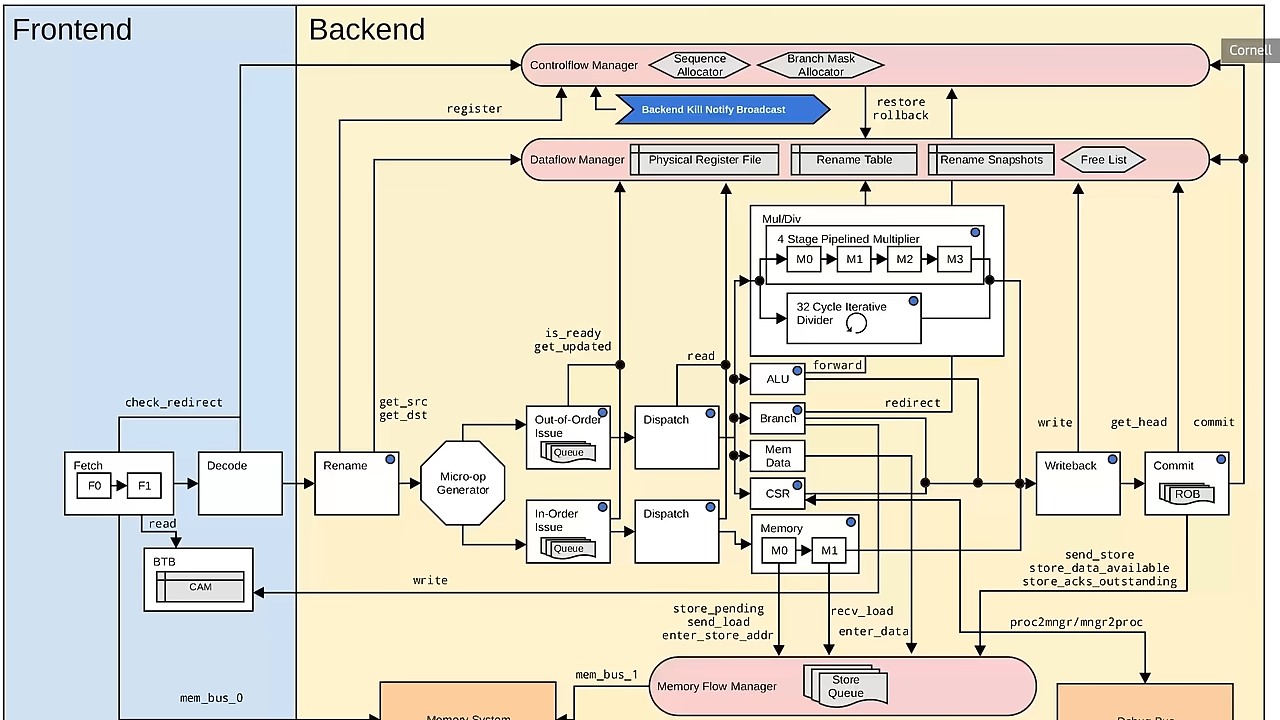 Frontend
Backend
Cornell
Controlflow Manager
Sequence
Allocator
Branch Mask
Allocator
register
Backend Kill Notify Broadcast
restore
rollback
Dataflow Manager
Physical Register File
Rename Table
Rename Snapshots
Free List
Mul/Div
4 Stage Pipelined Multiplier
M0
M1
M2
M3
32 Cycle Iterative
Divider
is_ready
get_updated
read
forward
ALU
redirect
check_redirect
get_src
get_dst
Out-of-Order
Issue
Queue
Dispatch
Branch
write
get_head
commit
Fetch
F0
F1
Decode
Rename
Micro-op
Generator
Mem
Data
CSR
Writeback
Commit
ROB
In-Order
Issue
Queue
Dispatch
Memory
M0
M1
read
BTB
CAM
write
send_store
store_data_available
store_acks_outstanding
store_pending
send_load
enter_store_addr
recv_load
enter_data
proc2mngr/mngr2proc
mem_bus_0
mem_bus_1
Memory Flow Manager
Store
Queue
Memory System
Debug Bus